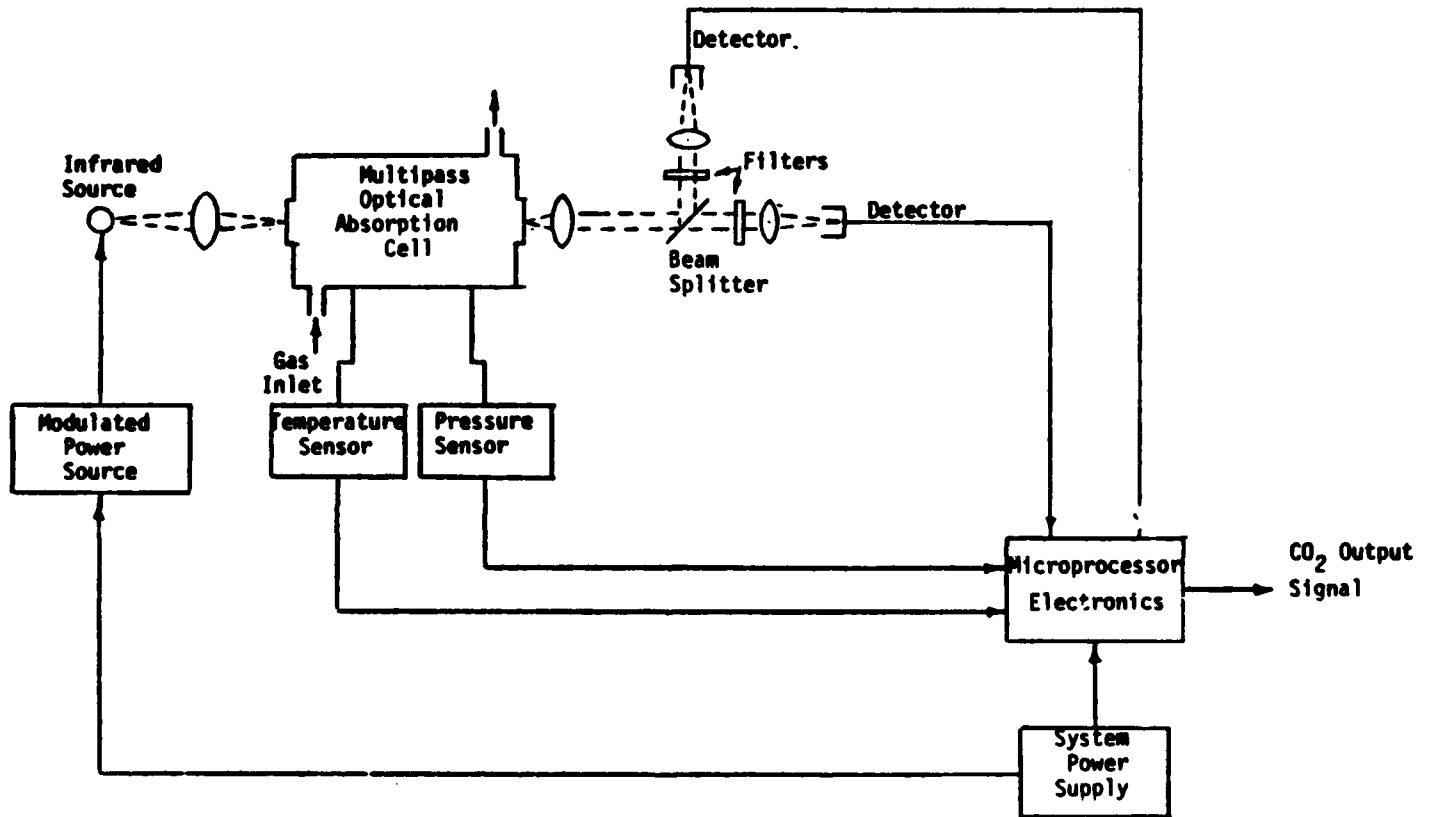 Detector.
Infrared
Source
Multipass
Optical
Absorption
Cell
Filters
Detector
Beam
Splitter
Gas
Inlet
Modulated
Power
Source
Temperature
Sensor
Pressure
Sensor
Microprocessor
Electronics
CO2 Output
Signal
System
Power
Supply